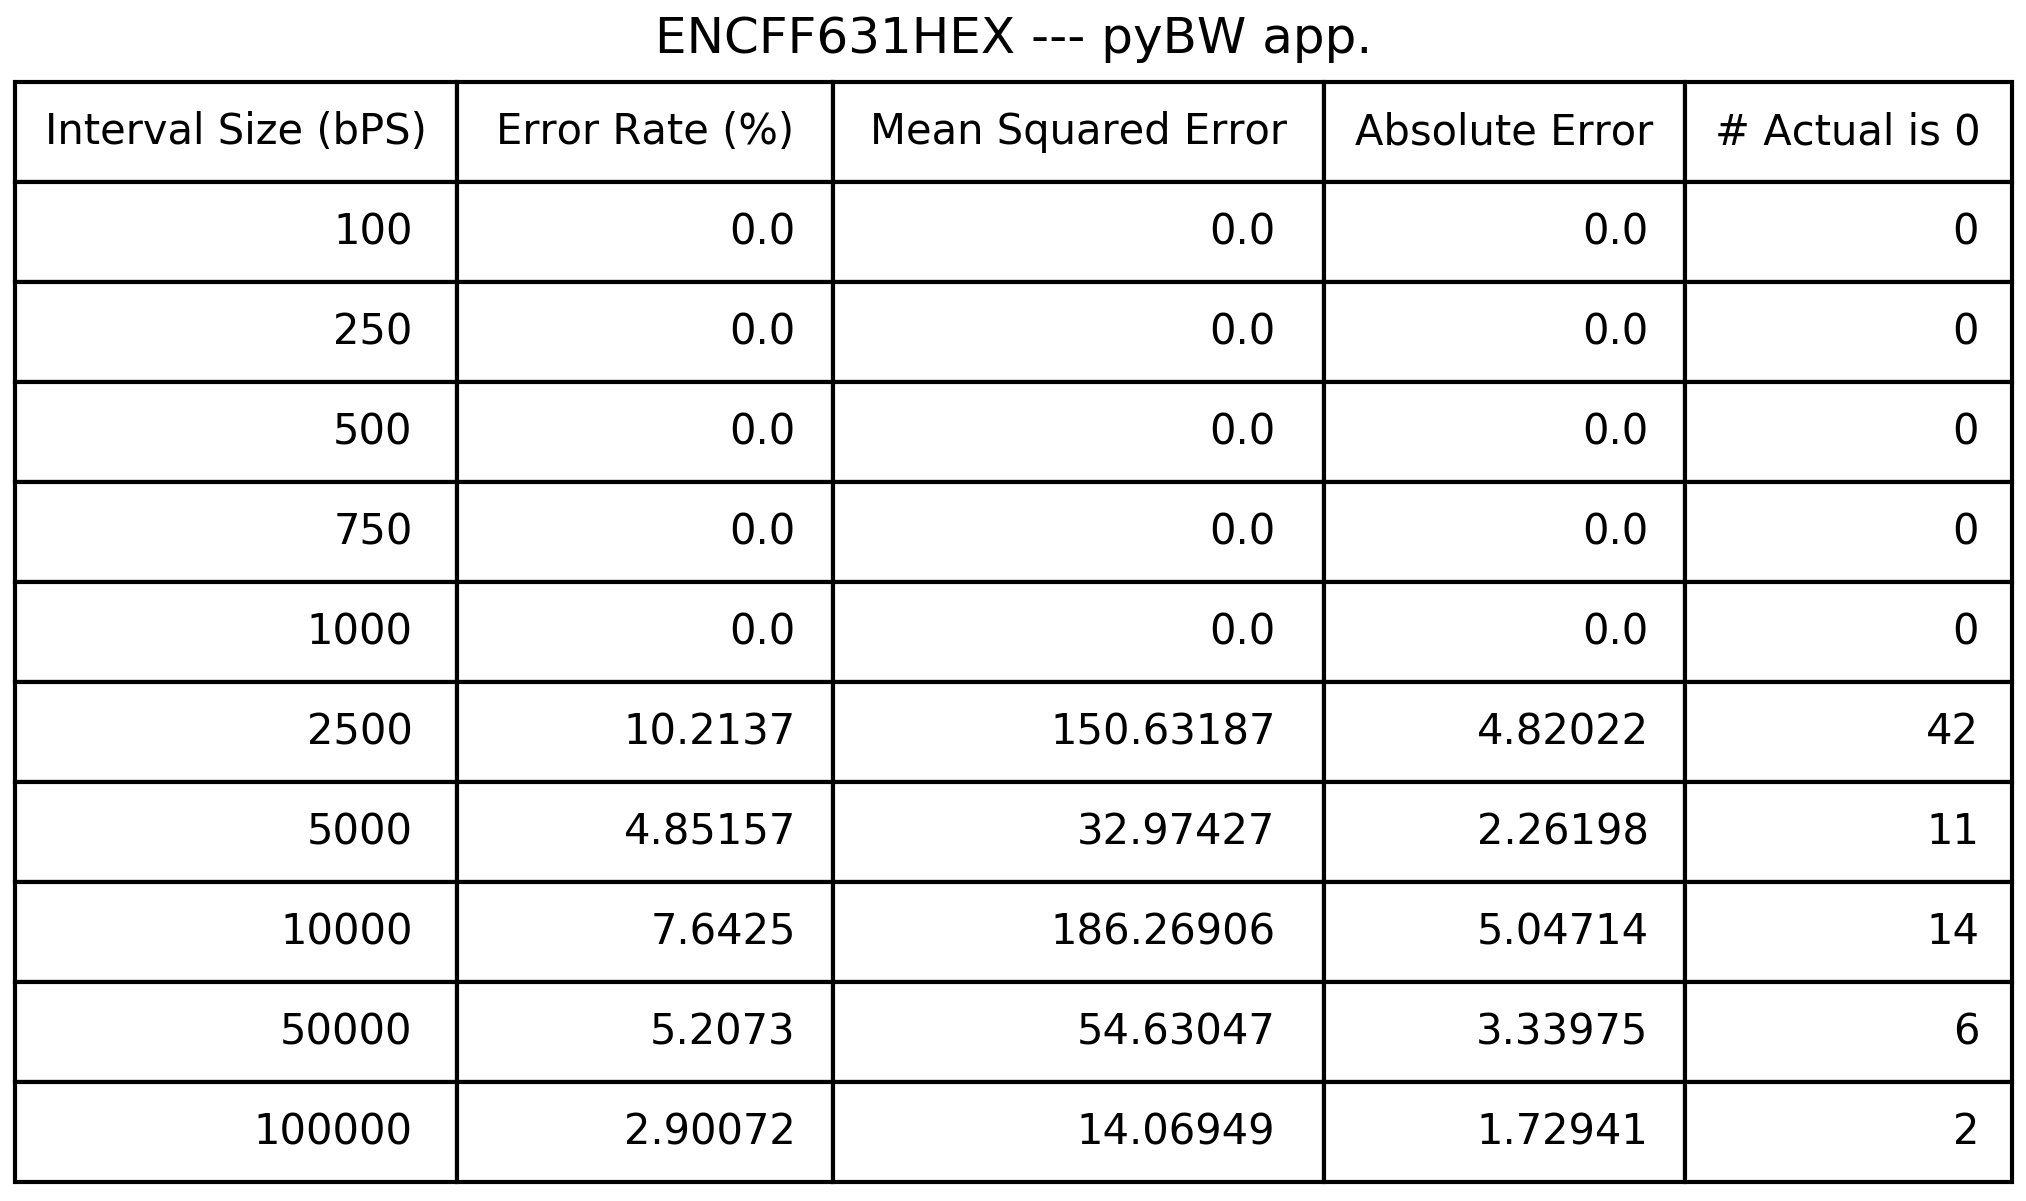 ENCFF631HEX --- pyBW app.
Interval Size (bPS) Error Rate (%) Mean Squared Error Absolute Error # Actual is 0
100 0.0 0.0 0.0 0
250 0.0 0.0 0.0 0
500 0.0 0.0 0.0 0
750 0.0 0.0 0.0 0
1000 0.0 0.0 0.0 0
2500 10.2137 150.63187 4.82022 42
5000 4.85157 32.97427 2.26198 11
10000 7.6425 186.26906 5.04714 14
50000 5.2073 54.63047 3.33975 6
100000 2.90072 14.06949 1.72941 2